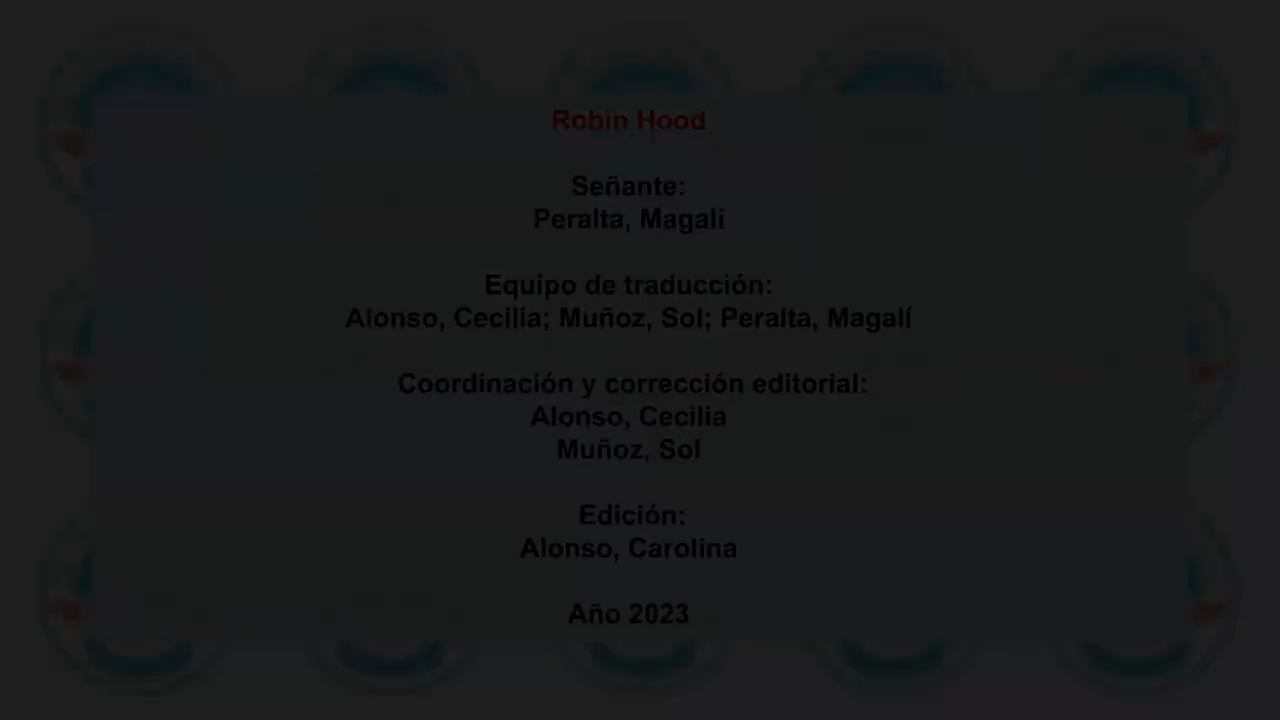 Robin Hood
Señante:
Peralta, Magalí
Equipo de traducción:
Alonso, Cecilia; Muñoz, Sol; Peralta, Magalí
Coordinación y corrección editorial:
Alonso, Cecilia
Muñoz, Sol
Edición:
Alonso, Carolina
Año 2023